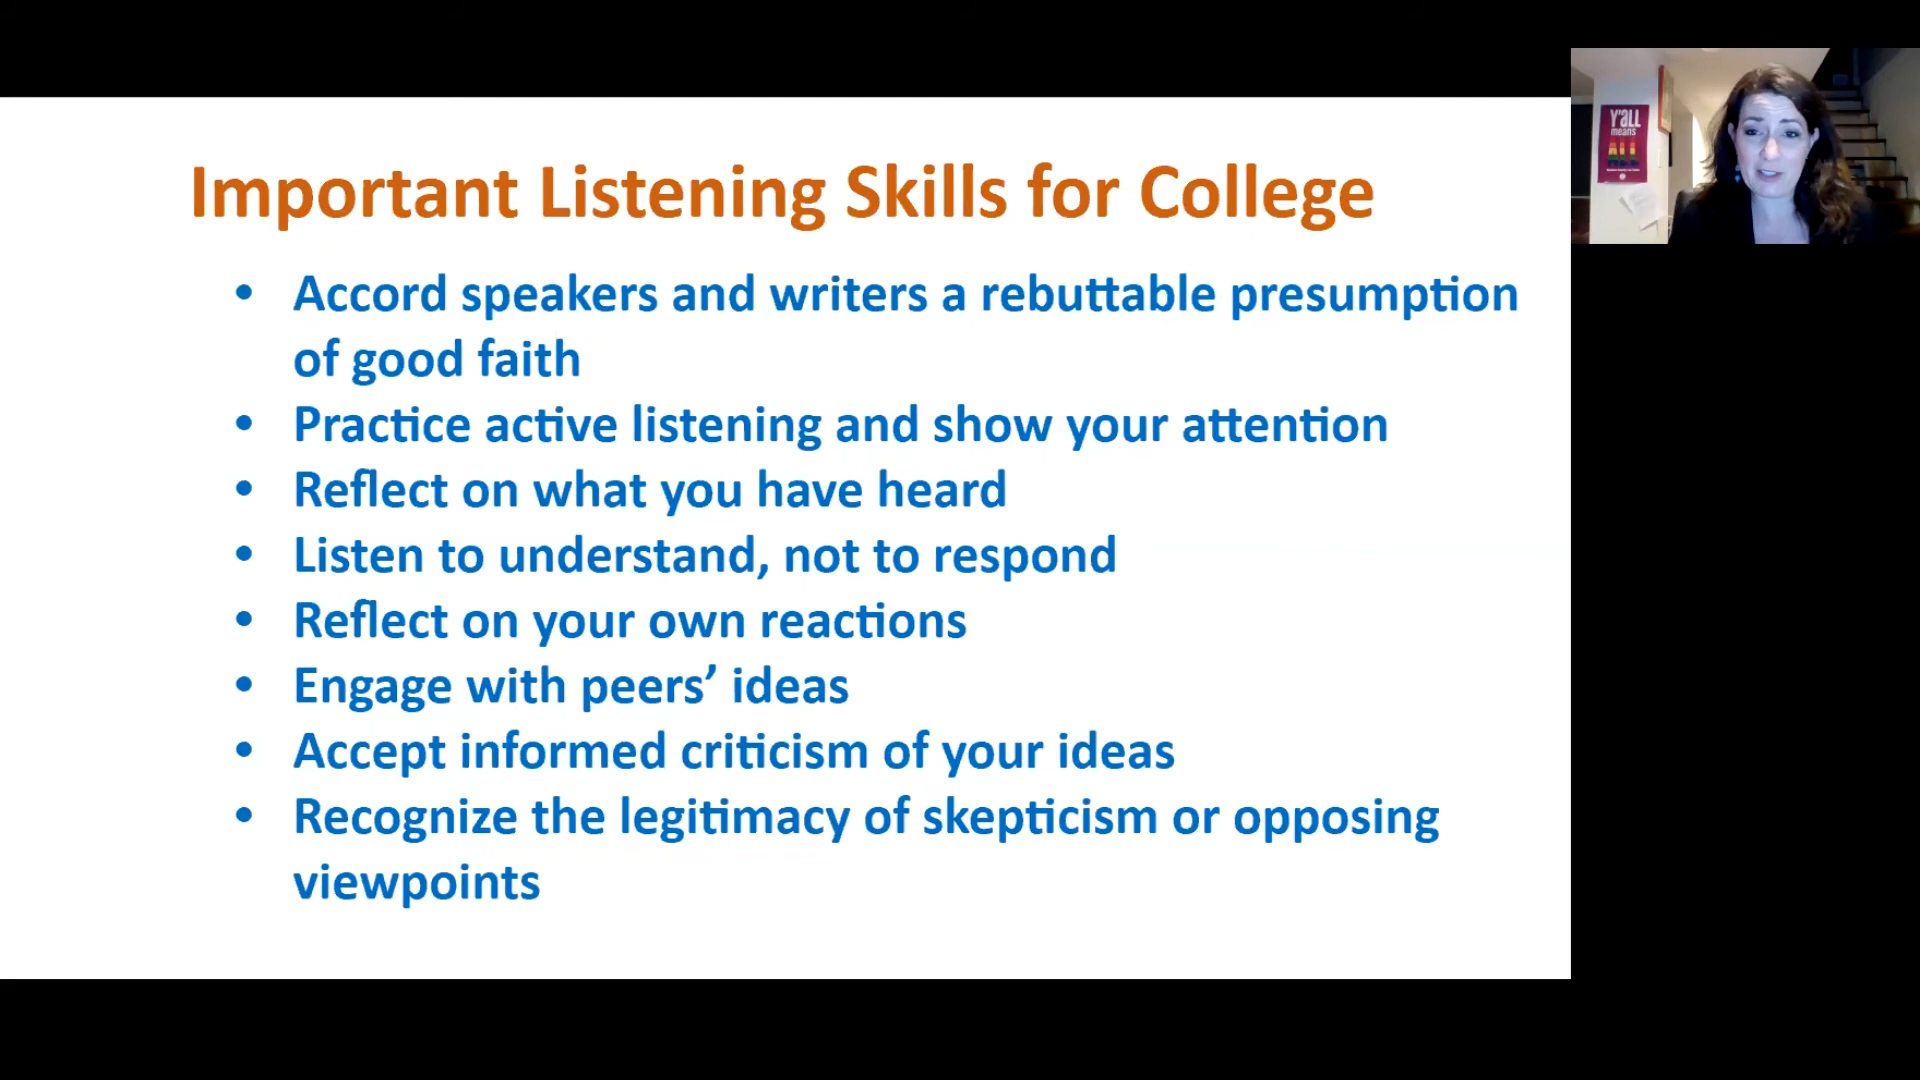 Important Listening Skills for College
• Accord speakers and writers a rebuttable presumption
of good faith
• Practice active listening and show your attention
• Reflect on what you have heard
• Listen to understand, not to respond
• Reflect on your own reactions
• Engage with peers’ ideas
• Accept informed criticism of your ideas
• Recognize the legitimacy of skepticism or opposing
viewpoints
Y'ALL
means
ALL